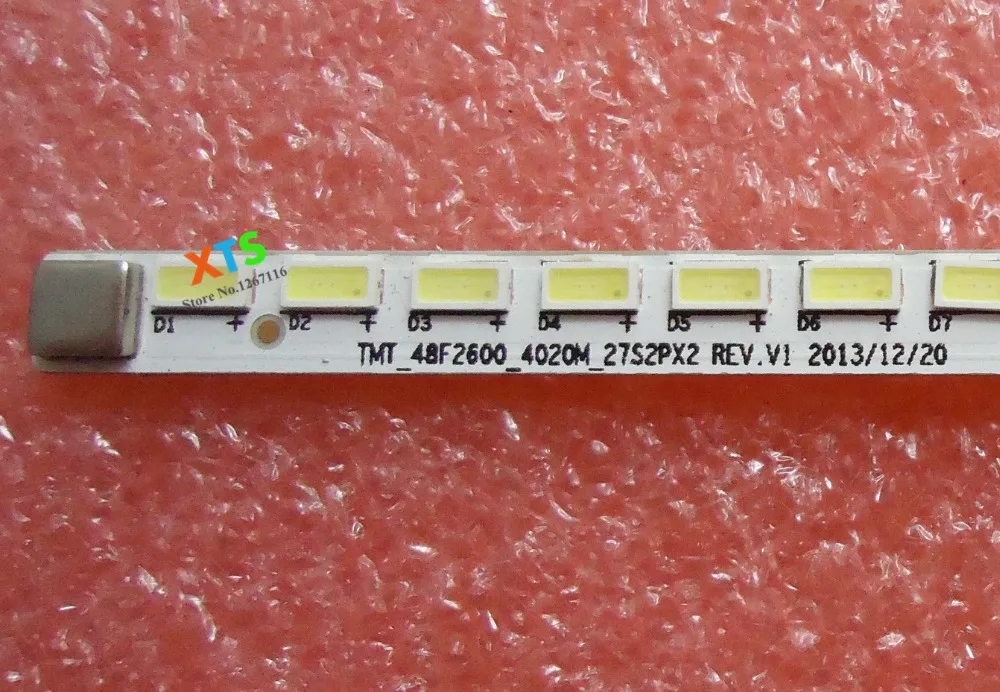 XTS
Store No.1267116
D1 + D2 + D3 + D4 + D5 + D6 + D7
TMT_48F2600_4020M_27S2PX2 REV.V1 2013/12/20